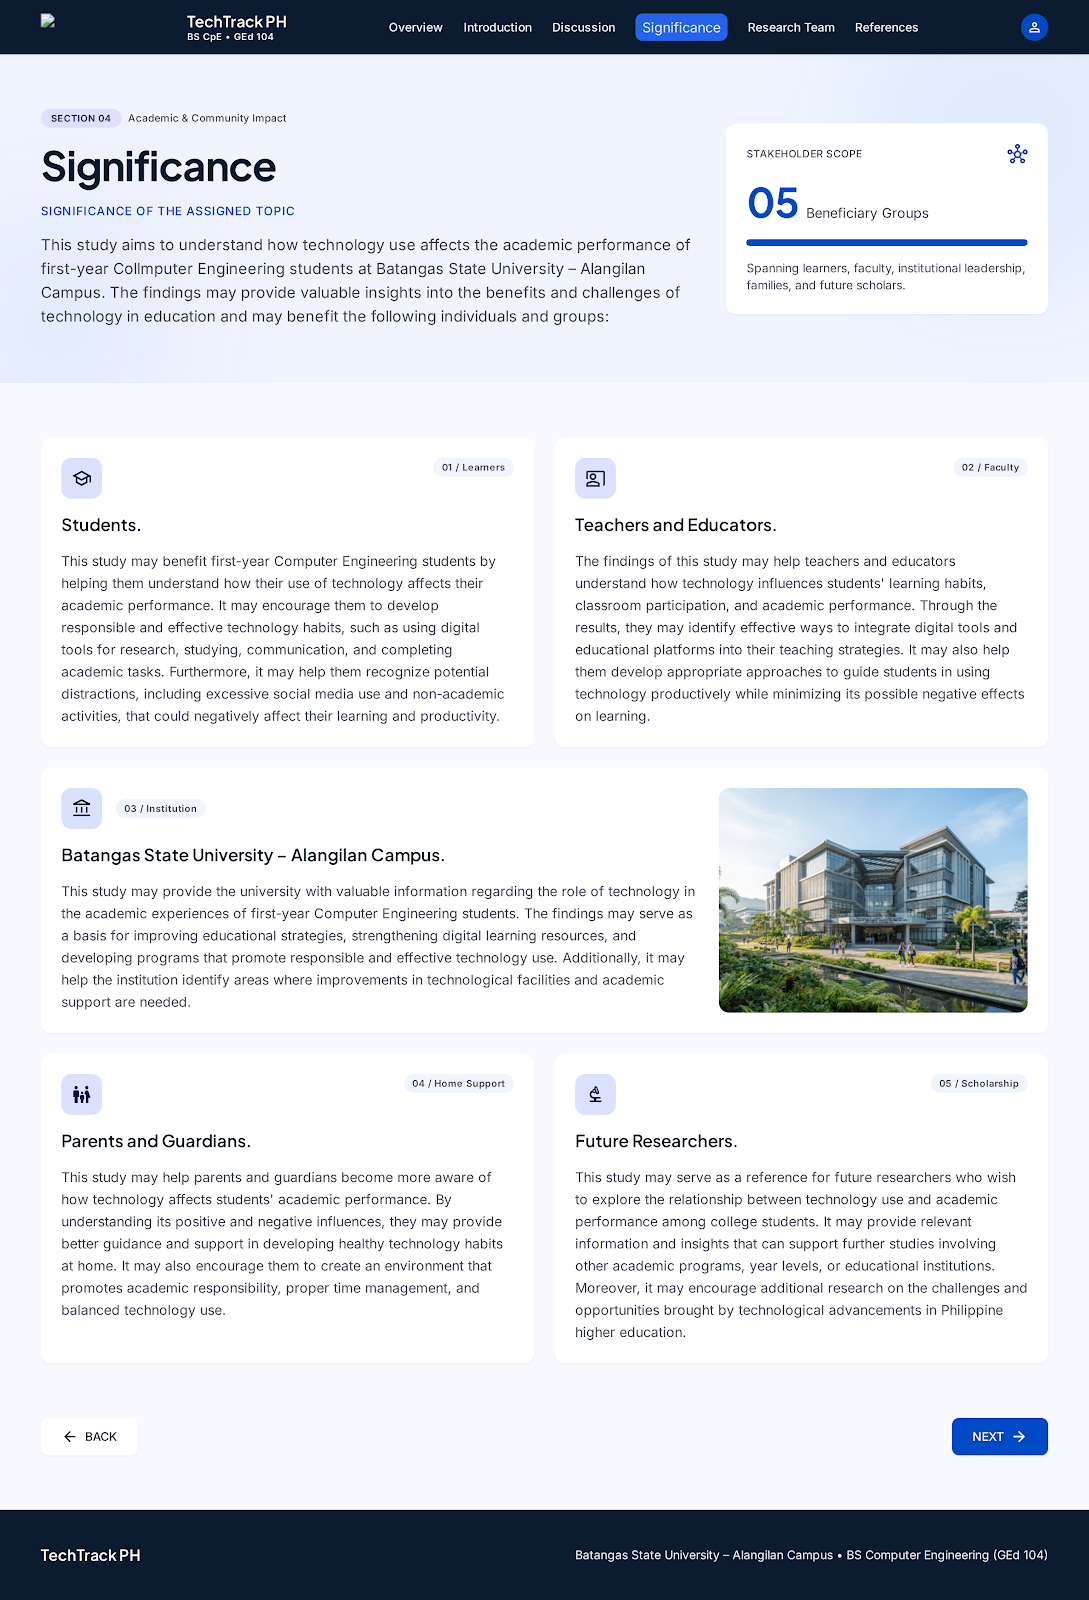 TechTrack PH
BS CpE • GEd 104
Overview
Introduction
Discussion
Significance
Research Team
References
SECTION 04
Academic & Community Impact
Significance
SIGNIFICANCE OF THE ASSIGNED TOPIC
This study aims to understand how technology use affects the academic performance of
first-year Collmputer Engineering students at Batangas State University – Alangilan
Campus. The findings may provide valuable insights into the benefits and challenges of
technology in education and may benefit the following individuals and groups:
STAKEHOLDER SCOPE
05 Beneficiary Groups
Spanning learners, faculty, institutional leadership,
families, and future scholars.
01 / Learners
Students.
This study may benefit first-year Computer Engineering students by
helping them understand how their use of technology affects their
academic performance. It may encourage them to develop
responsible and effective technology habits, such as using digital
tools for research, studying, communication, and completing
academic tasks. Furthermore, it may help them recognize potential
distractions, including excessive social media use and non-academic
activities, that could negatively affect their learning and productivity.
02 / Faculty
Teachers and Educators.
The findings of this study may help teachers and educators
understand how technology influences students' learning habits,
classroom participation, and academic performance. Through the
results, they may identify effective ways to integrate digital tools and
educational platforms into their teaching strategies. It may also help
them develop appropriate approaches to guide students in using
technology productively while minimizing its possible negative effects
on learning.
03 / Institution
Batangas State University – Alangilan Campus.
This study may provide the university with valuable information regarding the role of technology in
the academic experiences of first-year Computer Engineering students. The findings may serve as
a basis for improving educational strategies, strengthening digital learning resources, and
developing programs that promote responsible and effective technology use. Additionally, it may
help the institution identify areas where improvements in technological facilities and academic
support are needed.
04 / Home Support
Parents and Guardians.
This study may help parents and guardians become more aware of
how technology affects students' academic performance. By
understanding its positive and negative influences, they may provide
better guidance and support in developing healthy technology habits
at home. It may also encourage them to create an environment that
promotes academic responsibility, proper time management, and
balanced technology use.
05 / Scholarship
Future Researchers.
This study may serve as a reference for future researchers who wish
to explore the relationship between technology use and academic
performance among college students. It may provide relevant
information and insights that can support further studies involving
other academic programs, year levels, or educational institutions.
Moreover, it may encourage additional research on the challenges and
opportunities brought by technological advancements in Philippine
higher education.
BACK
NEXT
TechTrack PH
Batangas State University – Alangilan Campus • BS Computer Engineering (GEd 104)